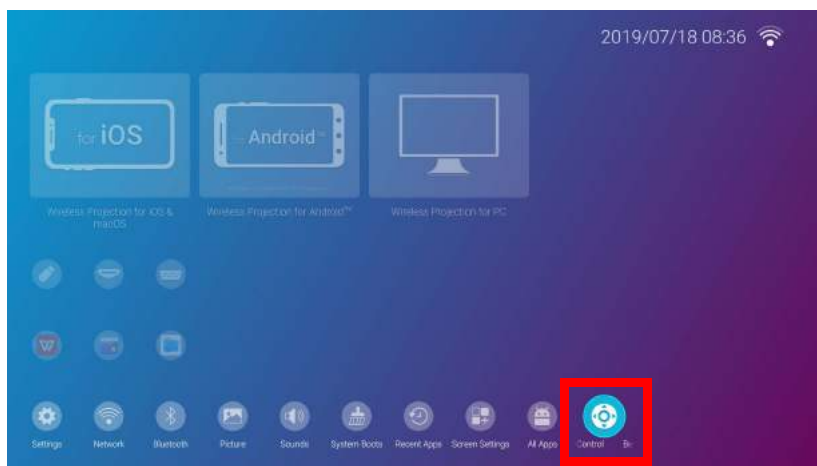 2019/07/18 08:36
for iOS
Android™
Wireless Projection for iOS &
macOS
Wireless Projection for Android™
Wireless Projection for PC
Settings
Network
Bluetooth
Picture
Sounds
System Boots
Recent Apps
Screen Settings
All Apps
Control